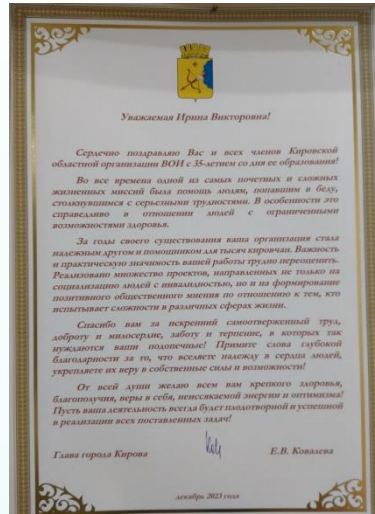 Уважаемая Ирина Викторовна!
Сердечно поздравляю Вас и всех членов Кировской
областной организации ВОИ с 35-летием со дня ее образования!
Во все времена одной из самых почетных и сложных
жизненных миссий была помощь людям, попавшим в беду,
столкнувшимся с серьезными трудностями. В особенности это
справедливо в отношении людей с ограниченными
возможностями здоровья.
За годы своего существования ваша организация стала
надежным другом и помощником для тысяч кировчан. Важность
и практическую значимость вашей работы трудно переоценить.
Реализовано множество проектов, направленных не только на
социализацию людей с инвалидностью, но и на формирование
позитивного общественного мнения по отношению к тем, кто
испытывает сложности в различных сферах жизни.
Спасибо вам за искренний самоотверженный труд,
доброту и милосердие, заботу и терпение, в которых так
нуждаются ваши подопечные! Примите слова глубокой
благодарности за то, что вселяете надежду в сердца людей,
укрепляете их веру в собственные силы и возможности!
От всей души желаю всем вам крепкого здоровья,
благополучия, веры в себя, неиссякаемой энергии и оптимизма!
Пусть ваша деятельность всегда будет плодотворной и успешной
в реализации всех поставленных задач!
Глава города Кирова Е.В. Ковалева
декабрь 2023 года